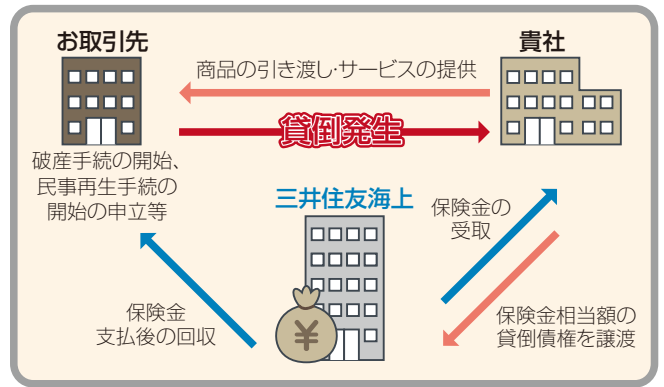 お取引先
貴社
商品の引き渡し・サービスの提供
貸倒発生
破産手続の開始、
民事再生手続の
開始の申立等
三井住友海上
保険金の
受取
保険金
支払後の回収
保険金相当額の
貸倒債権を譲渡
¥